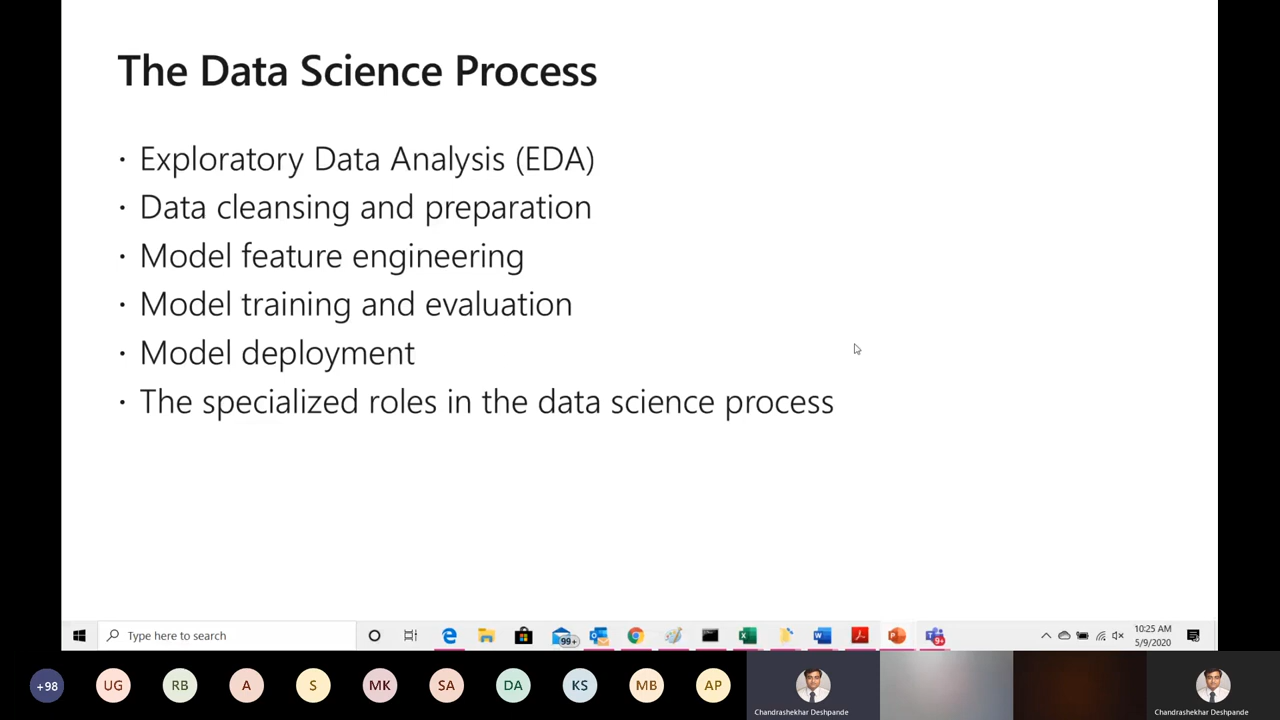 The Data Science Process
· Exploratory Data Analysis (EDA)
· Data cleansing and preparation
· Model feature engineering
· Model training and evaluation
· Model deployment
· The specialized roles in the data science process
Type here to search
99+
9+
10:25 AM
5/9/2020
+98
UG
RB
A
S
MK
SA
DA
KS
MB
AP
Chandrashekhar Deshpande
Chandrashekhar Deshpande